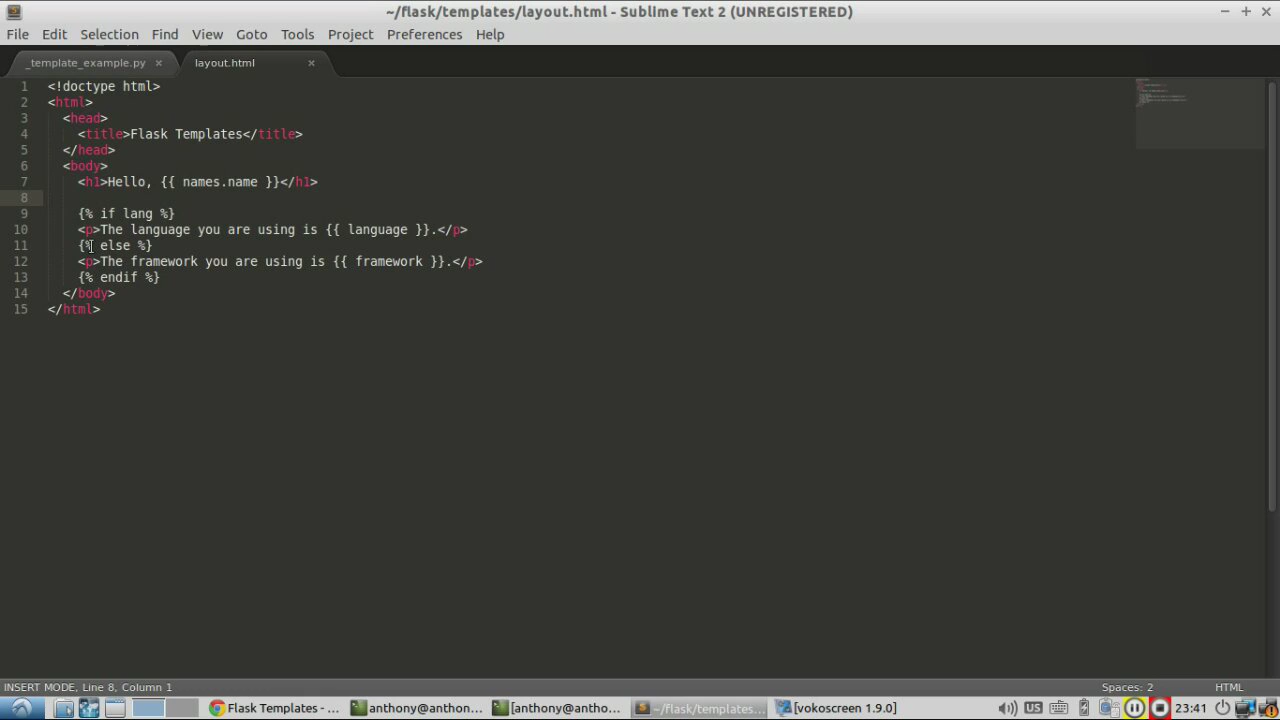 ~/flask/templates/layout.html - Sublime Text 2 (UNREGISTERED)
File Edit Selection Find View Goto Tools Project Preferences Help
_template_example.py × layout.html ×
1 <!doctype html>
2 <html>
3 <head>
4 <title>Flask Templates</title>
5 </head>
6 <body>
7 <h1>Hello, {{ names.name }}</h1>
8
9 {% if lang %}
10 <p>The language you are using is {{ language }}.</p>
11 {% else %}
12 <p>The framework you are using is {{ framework }}.</p>
13 {% endif %}
14 </body>
15 </html>
INSERT MODE, Line 8, Column 1 Spaces: 2 HTML
Flask Templates - ... anthony@an... [anthony@antho... ~/flask/templates... [vokoscreen 1.9.0] US 23:41